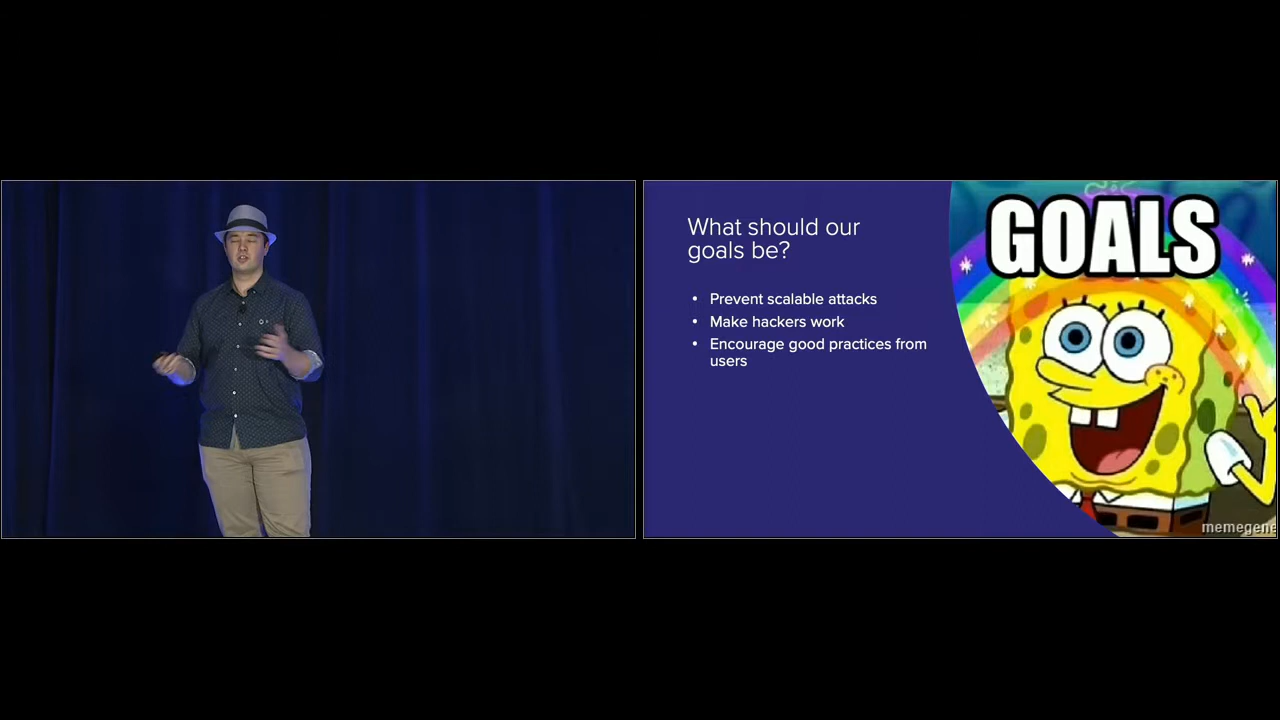 What should our
goals be?
• Prevent scalable attacks
• Make hackers work
• Encourage good practices from
users
GOALS
memegene